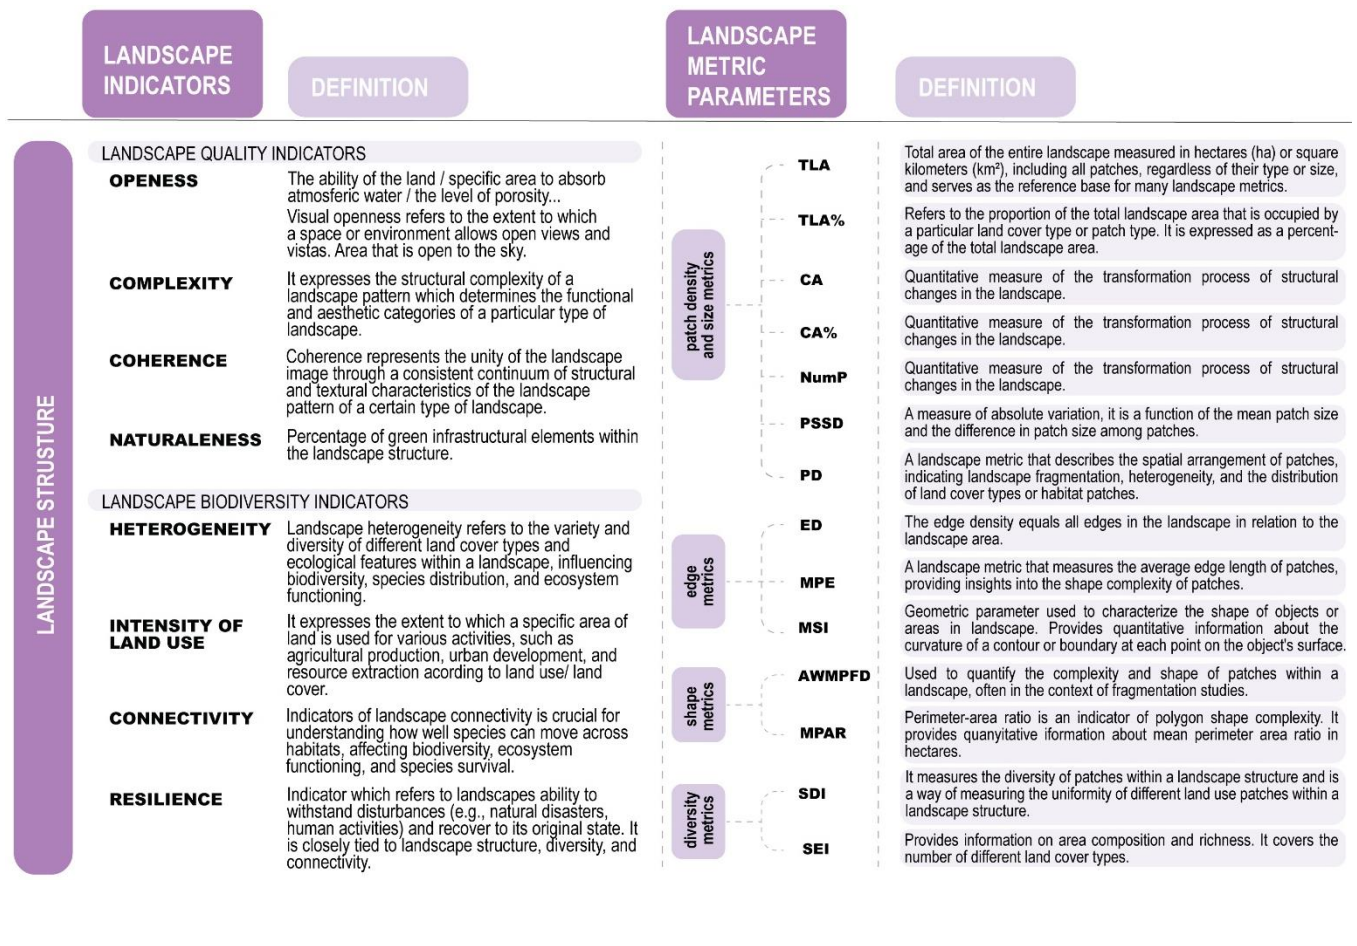 LANDSCAPE
INDICATORS
DEFINITION
LANDSCAPE
METRIC
PARAMETERS
DEFINITION
LANDSCAPE STRUSTURE
LANDSCAPE QUALITY INDICATORS
OPENESS
The ability of the land / specific area to absorb
atmosferic water / the level of porosity...
Visual openness refers to the extent to which
a space or environment allows open views and
vistas. Area that is open to the sky.
COMPLEXITY
It expresses the structural complexity of a
landscape pattern which determines the functional
and aesthetic categories of a particular type of
landscape.
COHERENCE
Coherence represents the unity of the landscape
image through a consistent continuum of structural
and textural characteristics of the landscape
pattern of a certain type of landscape.
NATURALENESS
Percentage of green infrastructural elements within
the landscape structure.
LANDSCAPE BIODIVERSITY INDICATORS
HETEROGENEITY
Landscape heterogeneity refers to the variety and
diversity of different land cover types and
ecological features within a landscape, influencing
biodiversity, species distribution, and ecosystem
functioning.
INTENSITY OF
LAND USE
It expresses the extent to which a specific area of
land is used for various activities, such as
agricultural production, urban development, and
resource extraction acording to land use/ land
cover.
CONNECTIVITY
Indicators of landscape connectivity is crucial for
understanding how well species can move across
habitats, affecting biodiversity, ecosystem
functioning, and species survival.
RESILIENCE
Indicator which refers to landscapes ability to
withstand disturbances (e.g., natural disasters,
human activities) and recover to its original state. It
is closely tied to landscape structure, diversity, and
connectivity.
patch density
and size metrics
TLA
Total area of the entire landscape measured in hectares (ha) or square
kilometers (km²), including all patches, regardless of their type or size,
and serves as the reference base for many landscape metrics.
TLA%
Refers to the proportion of the total landscape area that is occupied by
a particular land cover type or patch type. It is expressed as a percent-
age of the total landscape area.
CA
Quantitative measure of the transformation process of structural
changes in the landscape.
CA%
Quantitative measure of the transformation process of structural
changes in the landscape.
NumP
Quantitative measure of the transformation process of structural
changes in the landscape.
PSSD
A measure of absolute variation, it is a function of the mean patch size
and the difference in patch size among patches.
PD
A landscape metric that describes the spatial arrangement of patches,
indicating landscape fragmentation, heterogeneity, and the distribution
of land cover types or habitat patches.
edge
metrics
ED
The edge density equals all edges in the landscape in relation to the
landscape area.
MPE
A landscape metric that measures the average edge length of patches,
providing insights into the shape complexity of patches.
MSI
Geometric parameter used to characterize the shape of objects or
areas in landscape. Provides quantitative information about the
curvature of a contour or boundary at each point on the object's surface.
shape
metrics
AWMPFD
Used to quantify the complexity and shape of patches within a
landscape, often in the context of fragmentation studies.
MPAR
Perimeter-area ratio is an indicator of polygon shape complexity. It
provides quanyitative iformation about mean perimeter area ratio in
hectares.
diversity
metrics
SDI
It measures the diversity of patches within a landscape structure and is
a way of measuring the uniformity of different land use patches within a
landscape structure.
SEI
Provides information on area composition and richness. It covers the
number of different land cover types.